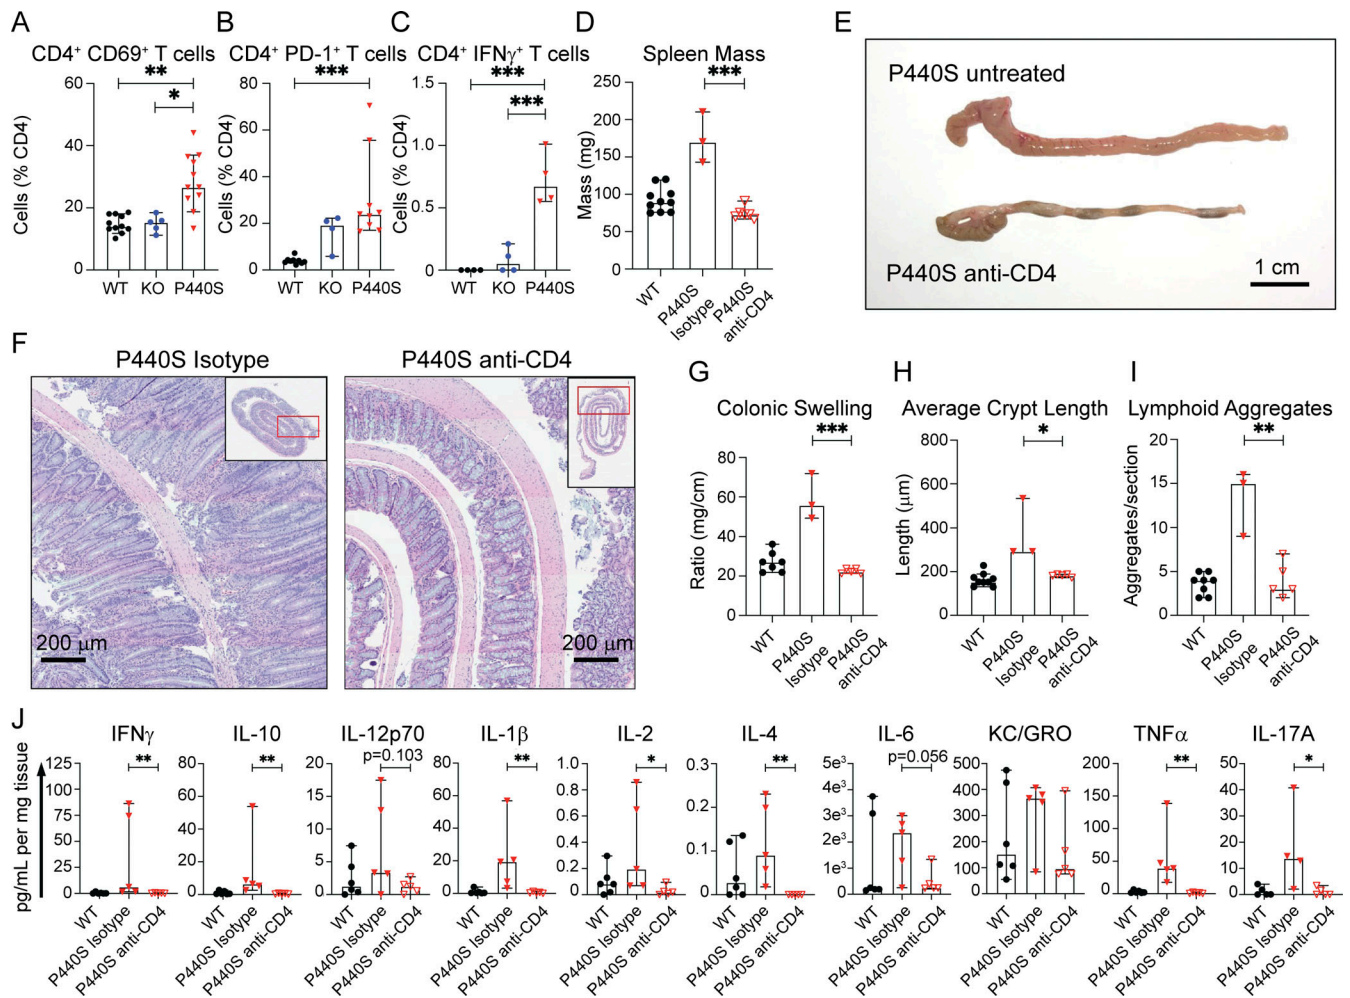 A
CD4⁺ CD69⁺ T cells
**
*
Cells (% CD4)
60
40
20
0
WT
KO
P440S
B
CD4⁺ PD-1⁺ T cells
***
Cells (% CD4)
80
60
40
20
0
WT
KO
P440S
C
CD4⁺ IFNγ⁺ T cells
***
***
Cells (% CD4)
1.5
1.0
0.5
0
WT
KO
P440S
D
Spleen Mass
***
Mass (mg)
250
200
150
100
50
0
WT
P440S
Isotype
P440S
anti-CD4
E
P440S untreated
P440S anti-CD4
1 cm
F
P440S Isotype
200 μm
P440S anti-CD4
200 μm
G
Colonic Swelling
***
Ratio (mg/cm)
80
60
40
20
0
WT
P440S
Isotype
P440S
anti-CD4
H
Average Crypt Length
*
Length (μm)
800
600
400
200
0
WT
P440S
Isotype
P440S
anti-CD4
I
Lymphoid Aggregates
**
Aggregates/section
20
15
10
5
0
WT
P440S
Isotype
P440S
anti-CD4
J
pg/mL per mg tissue
IFNγ
**
125
100
75
50
25
0
WT
P440S Isotype
P440S anti-CD4
IL-10
**
80
60
40
20
0
WT
P440S Isotype
P440S anti-CD4
IL-12p70
p=0.103
20
15
10
5
0
WT
P440S Isotype
P440S anti-CD4
IL-1β
**
80
60
40
20
0
WT
P440S Isotype
P440S anti-CD4
IL-2
*
1.0
0.8
0.6
0.4
0.2
0.0
WT
P440S Isotype
P440S anti-CD4
IL-4
**
0.3
0.2
0.1
0.0
WT
P440S Isotype
P440S anti-CD4
IL-6
p=0.056
5e³
4e³
3e³
2e³
1e³
0
WT
P440S Isotype
P440S anti-CD4
KC/GRO
500
400
300
200
100
0
WT
P440S Isotype
P440S anti-CD4
TNFα
**
200
150
100
50
0
WT
P440S Isotype
P440S anti-CD4
IL-17A
*
50
40
30
20
10
0
WT
P440S Isotype
P440S anti-CD4